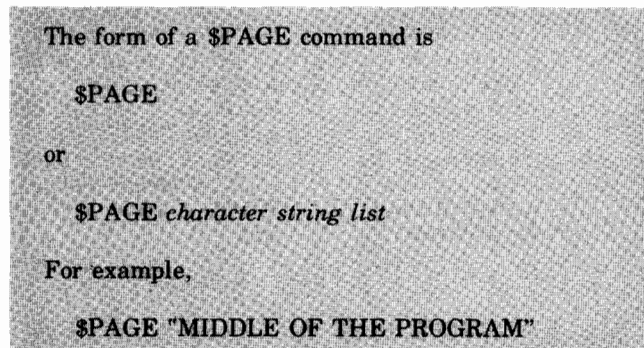 The form of a $PAGE command is
$PAGE
or
$PAGE character string list
For example,
$PAGE "MIDDLE OF THE PROGRAM"